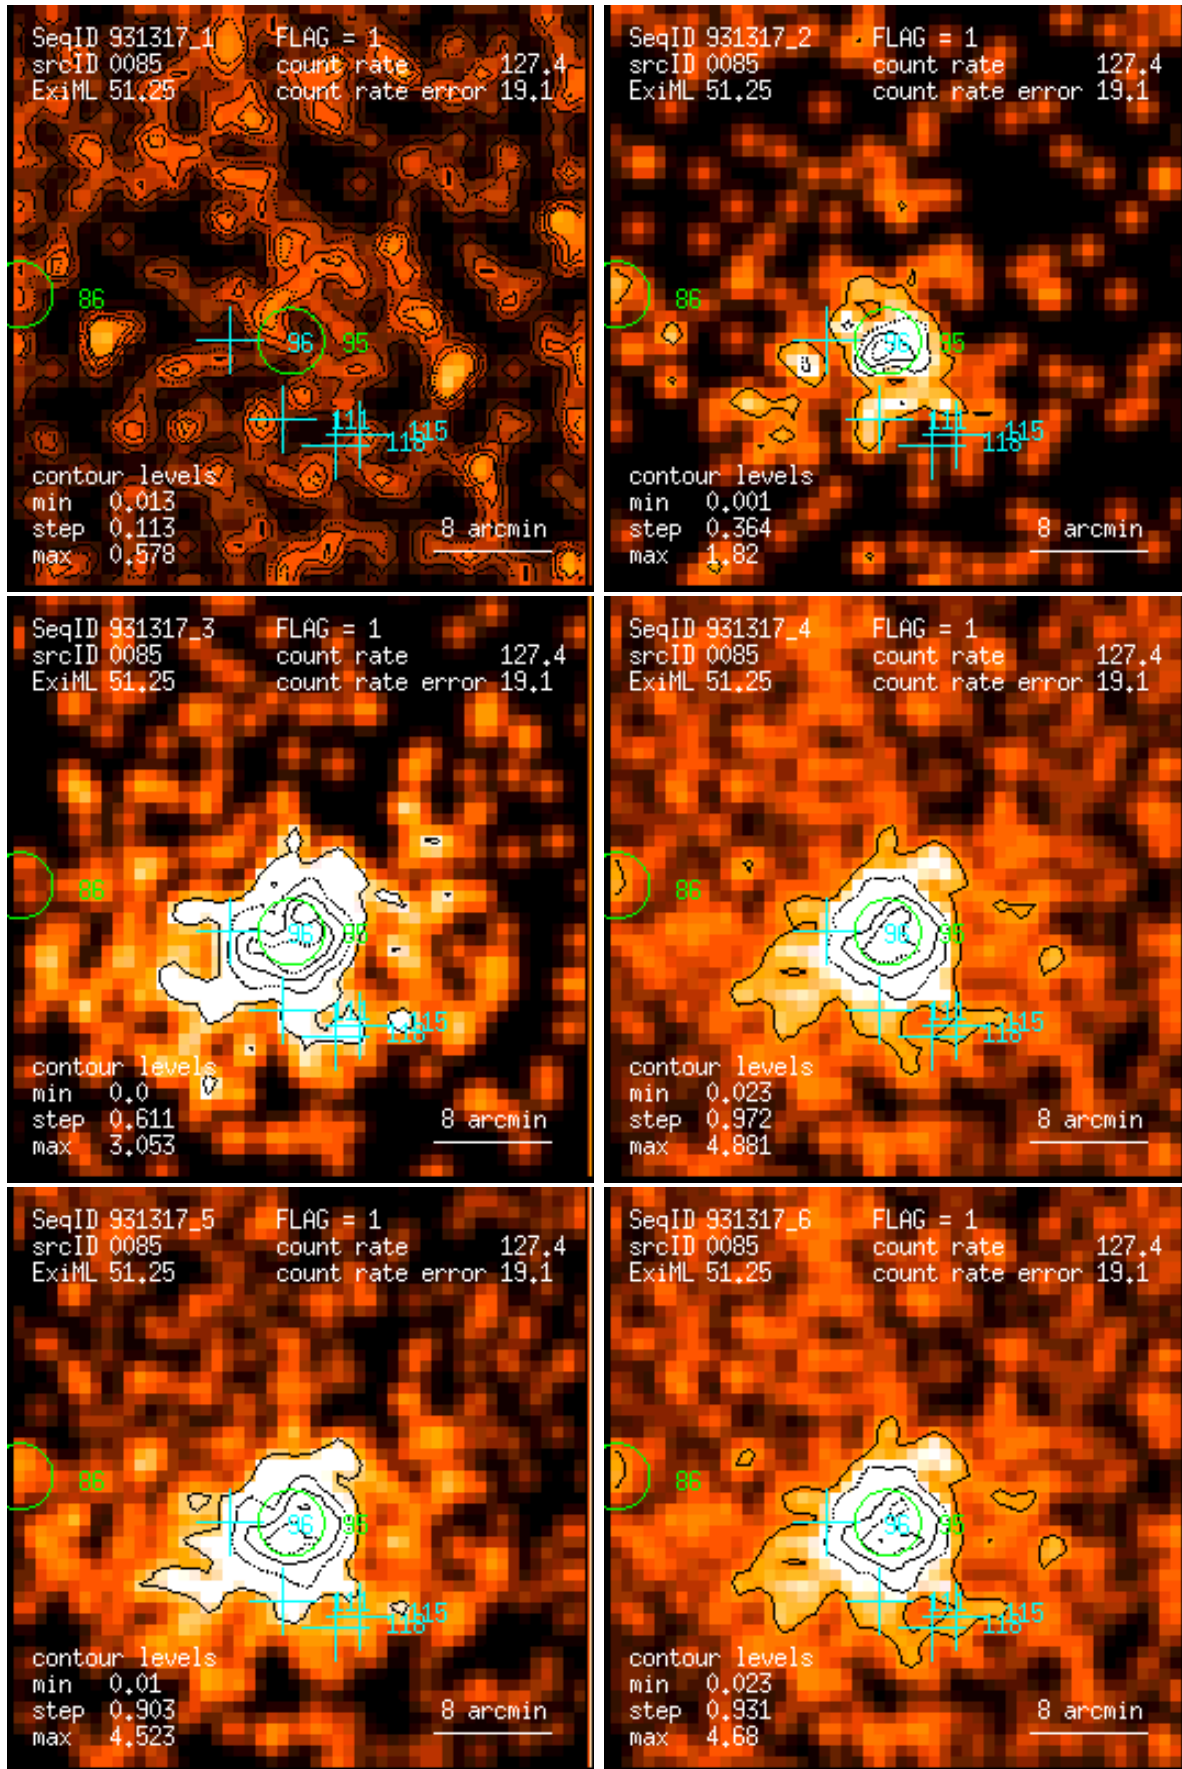 SeqID 931317_1 FLAG = 1
srcID 0085 count rate 127.4
ExiML 51.25 count rate error 19.1
86
96 95
111
115
118
contour levels
min 0.013
step 0.113 8 arcmin
max 0.578
SeqID 931317_2 FLAG = 1
srcID 0085 count rate 127.4
ExiML 51.25 count rate error 19.1
86
96 95
111
115
118
contour levels
min 0.001
step 0.364 8 arcmin
max 1.82
SeqID 931317_3 FLAG = 1
srcID 0085 count rate 127.4
ExiML 51.25 count rate error 19.1
86
96 95
111
115
118
contour levels
min 0.0
step 0.611 8 arcmin
max 3.053
SeqID 931317_4 FLAG = 1
srcID 0085 count rate 127.4
ExiML 51.25 count rate error 19.1
86
96 95
111
115
118
contour levels
min 0.023
step 0.972 8 arcmin
max 4.881
SeqID 931317_5 FLAG = 1
srcID 0085 count rate 127.4
ExiML 51.25 count rate error 19.1
86
96 95
111
115
118
contour levels
min 0.01
step 0.903 8 arcmin
max 4.523
SeqID 931317_6 FLAG = 1
srcID 0085 count rate 127.4
ExiML 51.25 count rate error 19.1
86
96 95
111
115
118
contour levels
min 0.023
step 0.931 8 arcmin
max 4.68